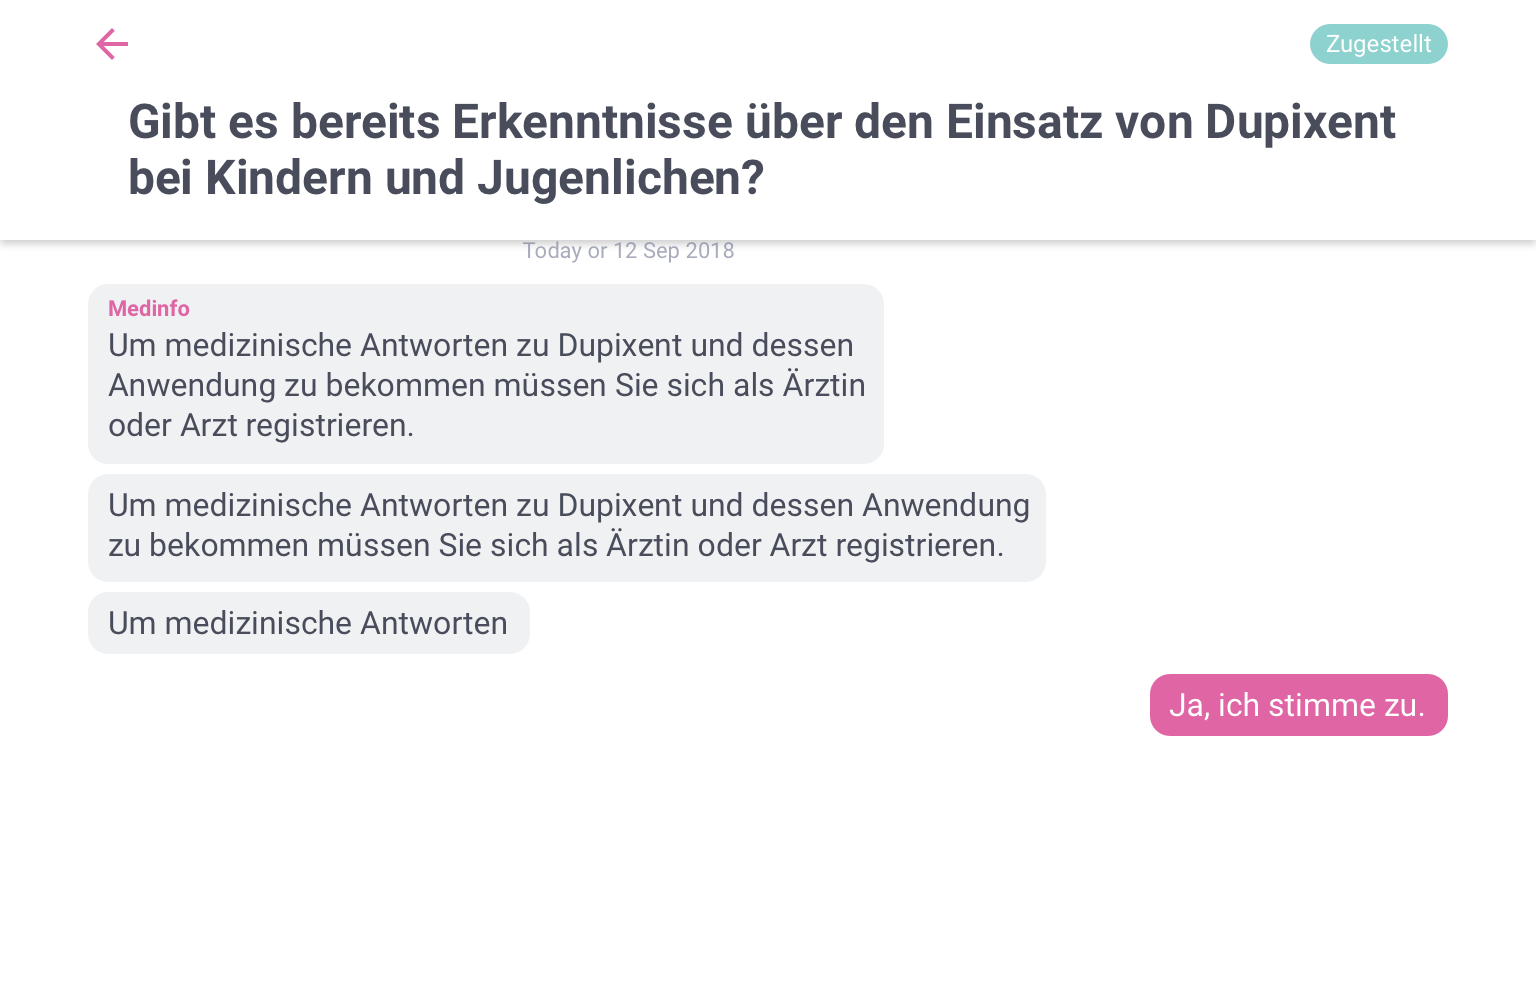 Zugestellt
Gibt es bereits Erkenntnisse über den Einsatz von Dupixent
bei Kindern und Jugenlichen?
Today or 12 Sep 2018
Medinfo
Um medizinische Antworten zu Dupixent und dessen
Anwendung zu bekommen müssen Sie sich als Ärztin
oder Arzt registrieren.
Um medizinische Antworten zu Dupixent und dessen Anwendung
zu bekommen müssen Sie sich als Ärztin oder Arzt registrieren.
Um medizinische Antworten
Ja, ich stimme zu.